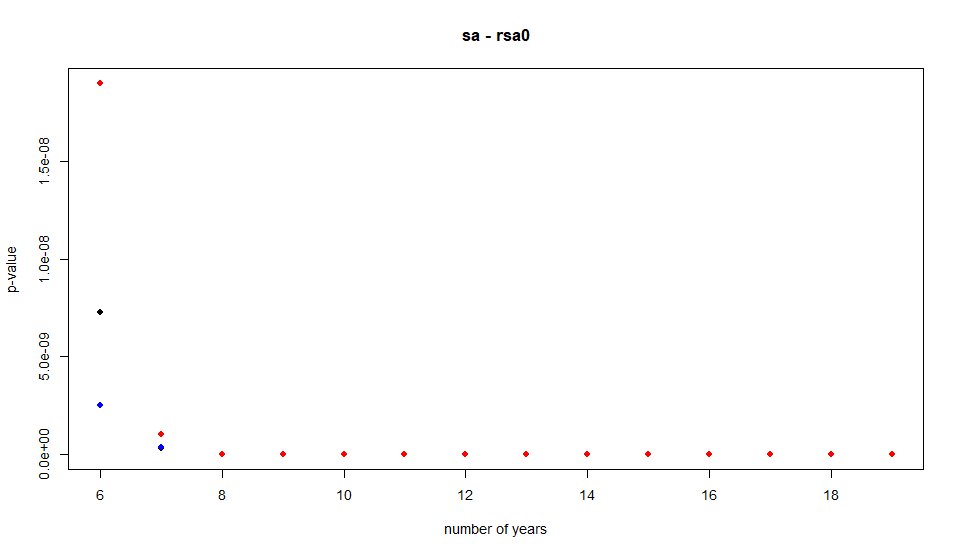 sa - rsa0
p-value
1.5e-08
1.0e-08
5.0e-09
0.0e+00
6 8 10 12 14 16 18
number of years